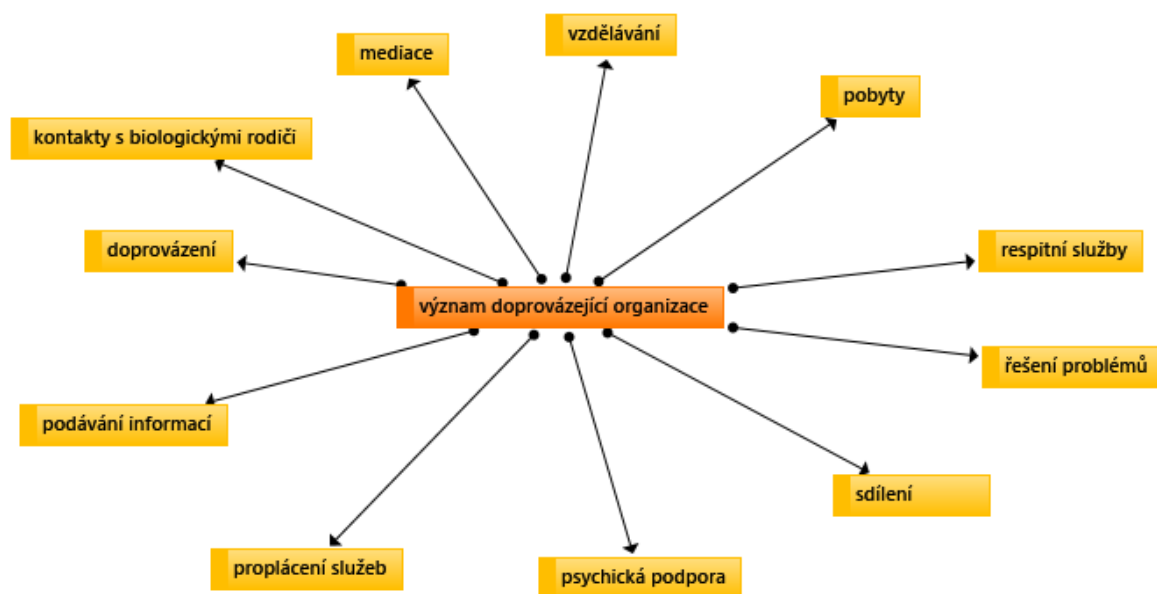 vzdělávání
mediace
pobyty
kontakty s biologickými rodiči
doprovázení
respitní služby
význam doprovázející organizace
řešení problémů
podávání informací
sdílení
proplácení služeb
psychická podpora